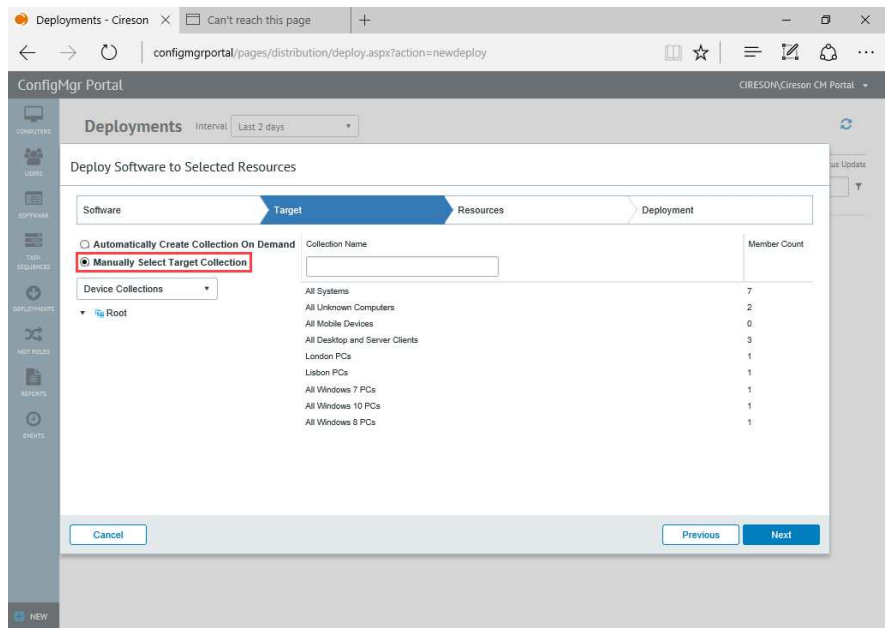 Deployments - Cireson
Can't reach this page
configmgrportal/pages/distribution/deploy.aspx?action=newdeploy
ConfigMgr Portal
CIRESON\Cireson CM Portal
COMPUTERS
USERS
SOFTWARE
TASK SEQUENCES
DEPLOYMENTS
MDT ROLES
REPORTS
EVENTS
NEW
Deployments Interval Last 2 days
tus Update
Deploy Software to Selected Resources
Software Target Resources Deployment
Automatically Create Collection On Demand
Manually Select Target Collection
Device Collections
Root
Collection Name Member Count
All Systems 7
All Unknown Computers 2
All Mobile Devices 0
All Desktop and Server Clients 3
London PCs 1
Lisbon PCs 1
All Windows 7 PCs 1
All Windows 10 PCs 1
All Windows 8 PCs 1
Cancel Previous Next